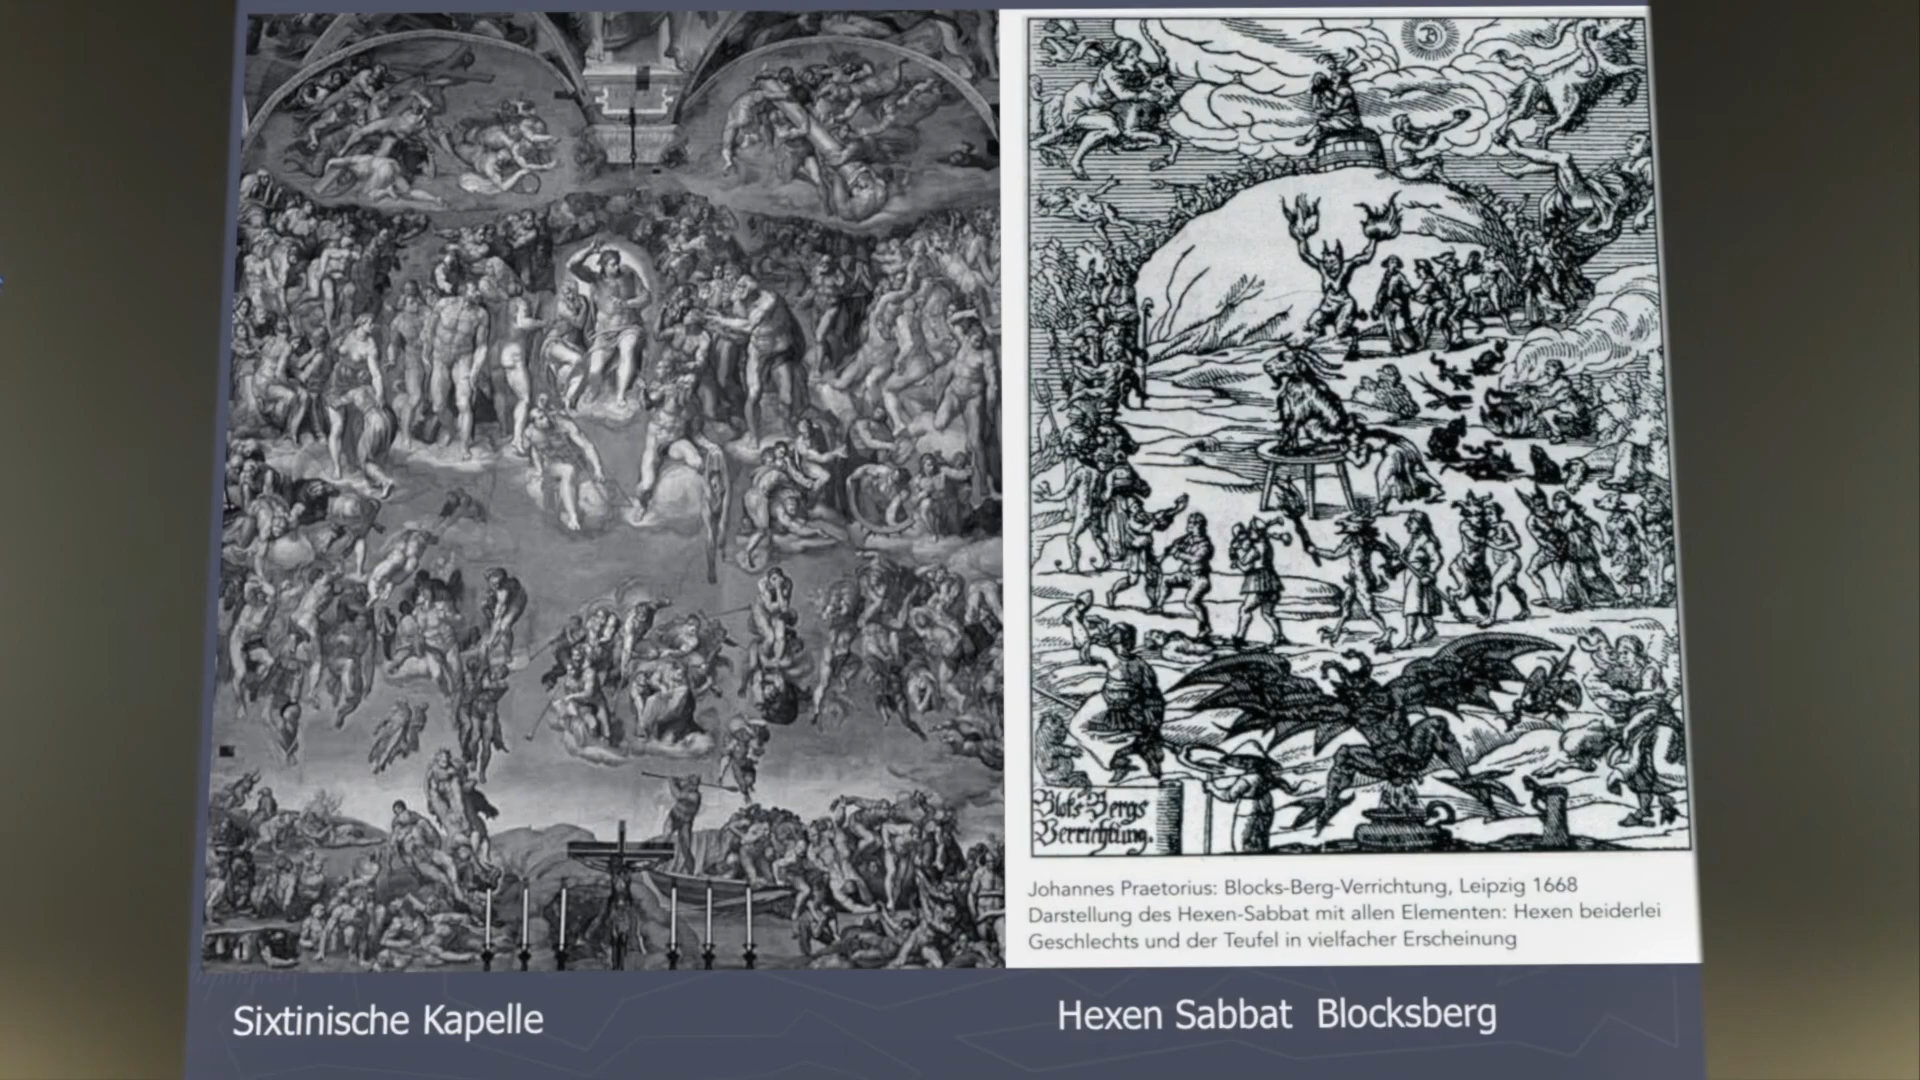 Bloks-Bergs
Verrichtung.
Johannes Praetorius: Blocks-Berg-Verrichtung, Leipzig 1668
Darstellung des Hexen-Sabbat mit allen Elementen: Hexen beiderlei
Geschlechts und der Teufel in vielfacher Erscheinung
Sixtinische Kapelle
Hexen Sabbat Blocksberg